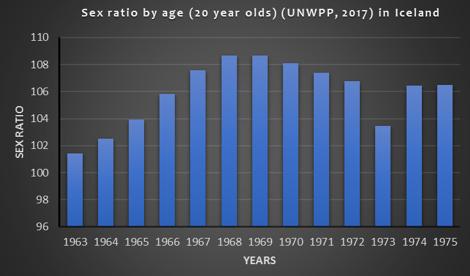 Sex ratio by age (20 year olds) (UNWPP, 2017) in Iceland
110
108
106
104
102
100
98
96
SEX RATIO
1963 1964 1965 1966 1967 1968 1969 1970 1971 1972 1973 1974 1975
YEARS